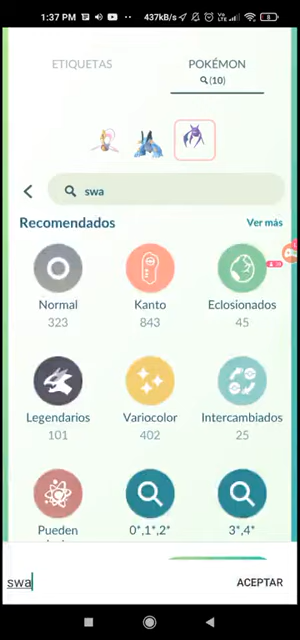 1:37 PM
437kB/s
ETIQUETAS
POKÉMON
(10)
swa
Recomendados
Ver más
Normal
Kanto
Eclosionados
323
843
45
Legendarios
Variocolor
Intercambiados
101
402
25
Pueden
0*,1*,2*
3*,4*
swa
ACEPTAR